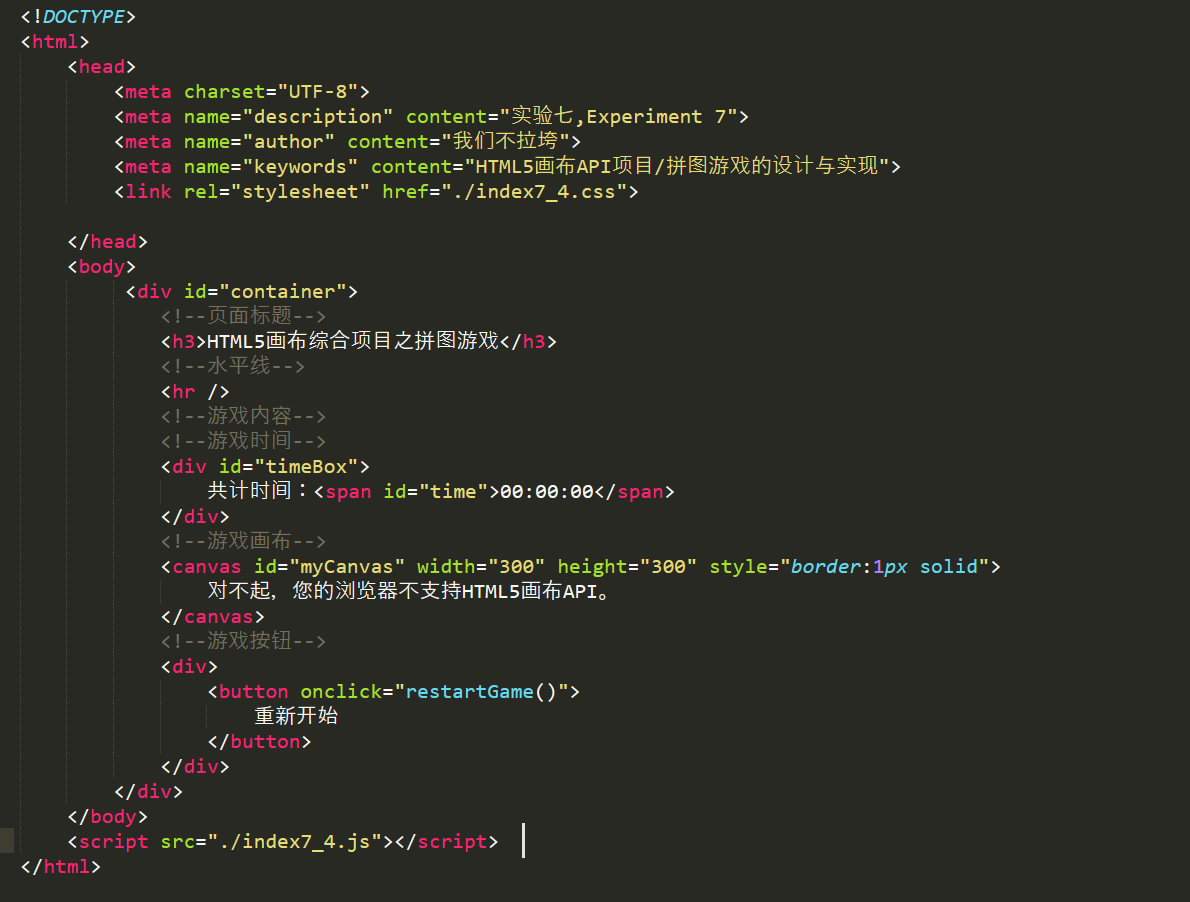 <!DOCTYPE>
<html>
<head>
<meta charset="UTF-8">
<meta name="description" content="实验七,Experiment 7">
<meta name="author" content="我们不拉垮">
<meta name="keywords" content="HTML5画布API项目/拼图游戏的设计与实现">
<link rel="stylesheet" href="./index7_4.css">
</head>
<body>
<div id="container">
<!--页面标题-->
<h3>HTML5画布综合项目之拼图游戏</h3>
<!--水平线-->
<hr />
<!--游戏内容-->
<!--游戏时间-->
<div id="timeBox">
共计时间：<span id="time">00:00:00</span>
</div>
<!--游戏画布-->
<canvas id="myCanvas" width="300" height="300" style="border:1px solid">
对不起，您的浏览器不支持HTML5画布API。
</canvas>
<!--游戏按钮-->
<div>
<button onclick="restartGame()">
重新开始
</button>
</div>
</div>
</body>
<script src="./index7_4.js"></script>
</html>